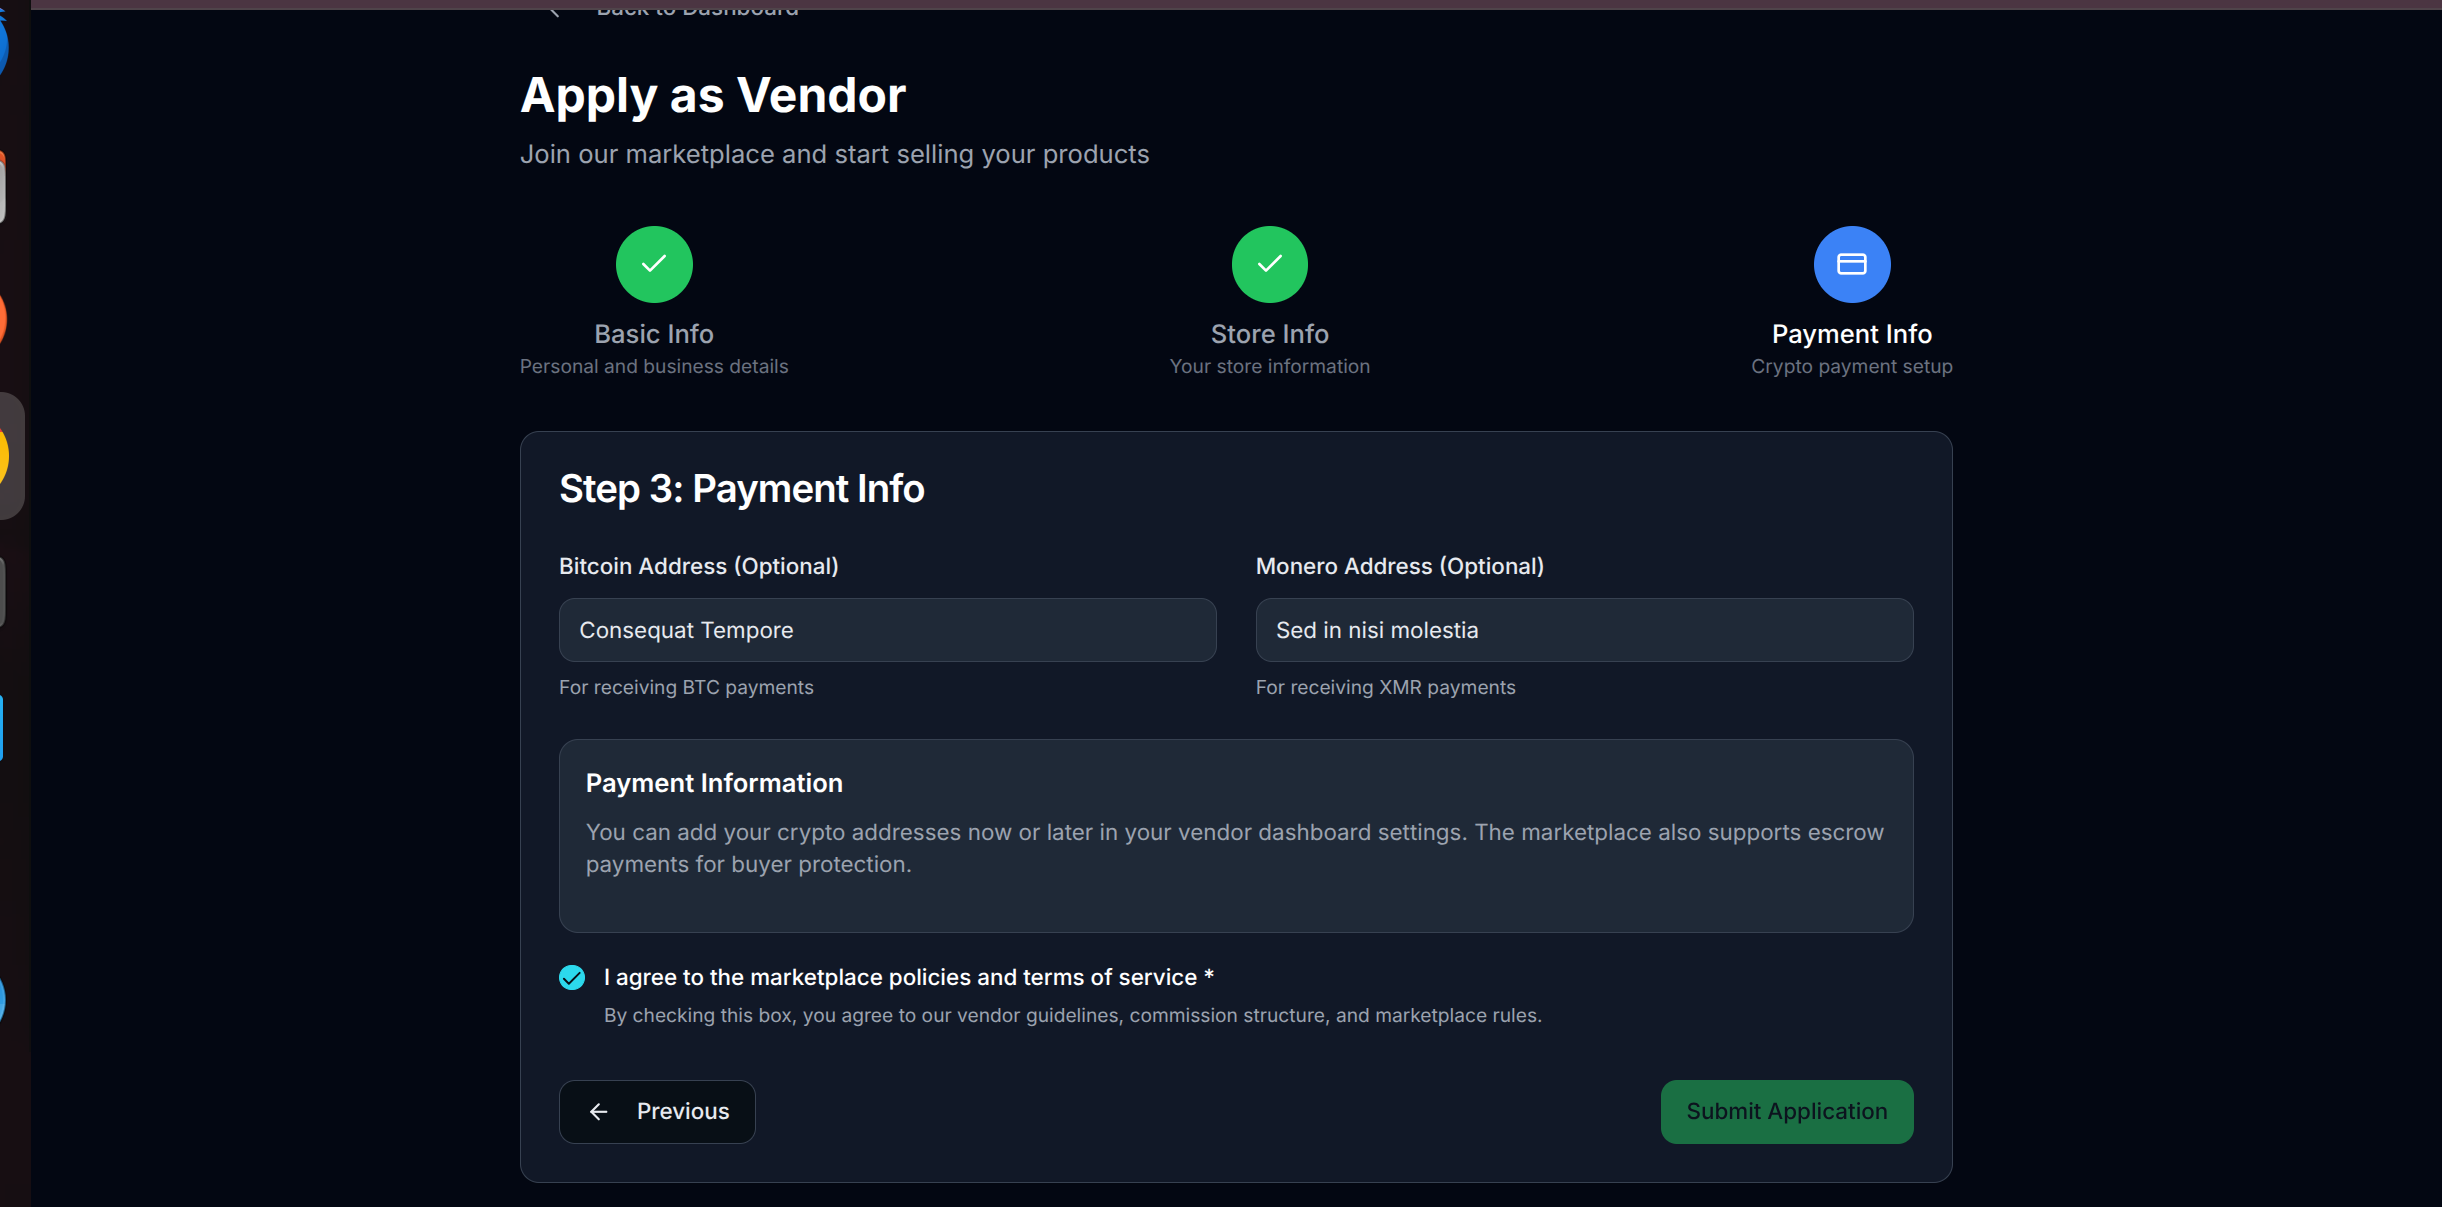 Back to Dashboard
Apply as Vendor
Join our marketplace and start selling your products
Basic Info
Personal and business details
Store Info
Your store information
Payment Info
Crypto payment setup
Step 3: Payment Info
Bitcoin Address (Optional)
Consequat Tempore
For receiving BTC payments
Monero Address (Optional)
Sed in nisi molestia
For receiving XMR payments
Payment Information
You can add your crypto addresses now or later in your vendor dashboard settings. The marketplace also supports escrow
payments for buyer protection.
I agree to the marketplace policies and terms of service *
By checking this box, you agree to our vendor guidelines, commission structure, and marketplace rules.
Previous
Submit Application